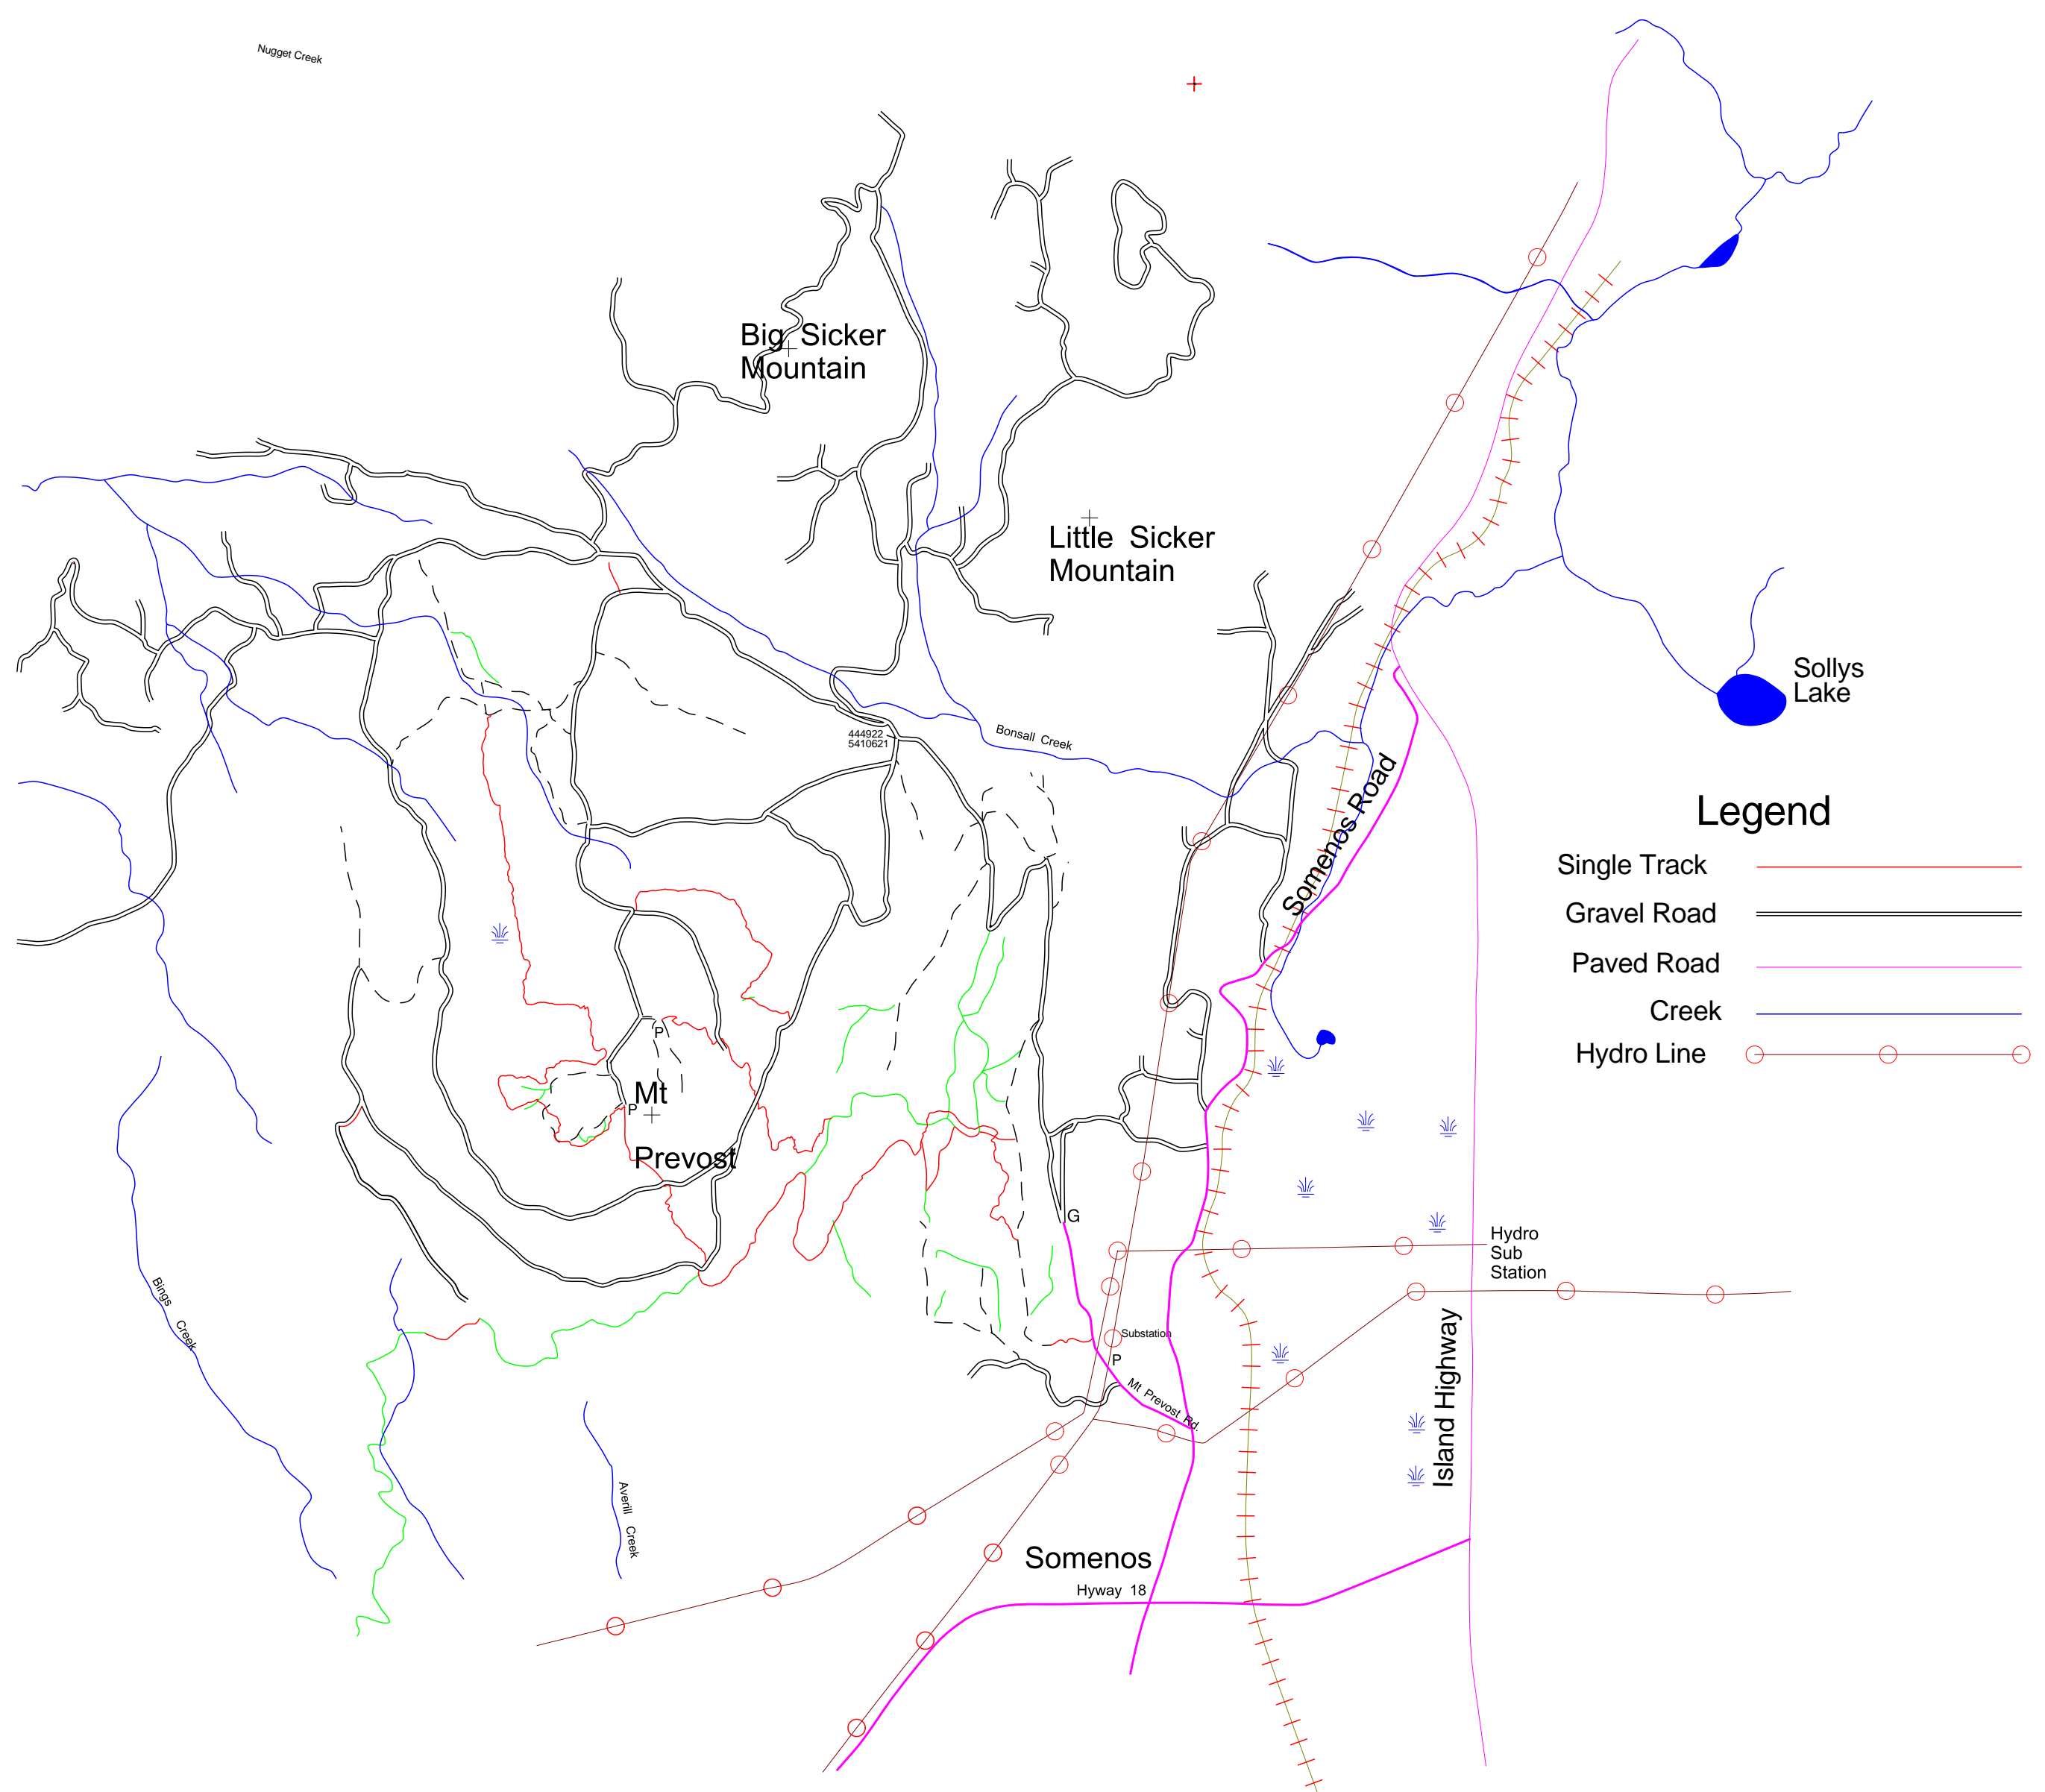 Nugget Creek
Big Sicker
Mountain
Little Sicker
Mountain
Sollys
Lake
444922
5410621
Bonsall Creek
Somenos Road
Legend
Single Track
Gravel Road
Paved Road
Creek
Hydro Line
P
Mt
P
Prevost
G
Hydro
Sub
Station
Bings Creek
Substation
P
Mt Prevost Rd.
Island Highway
Averill Creek
Somenos
Hyway 18